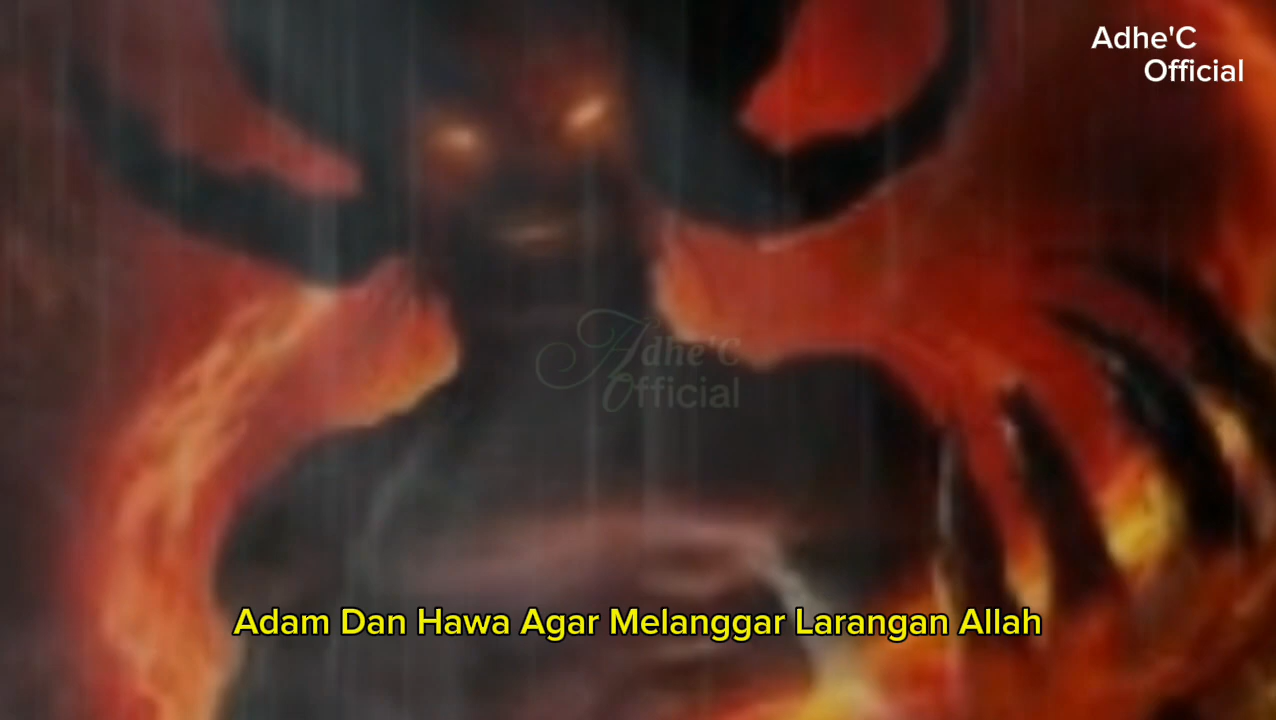 Adhe'C
Official
Adhe'C
Official
Adam Dan Hawa Agar Melanggar Larangan Allah